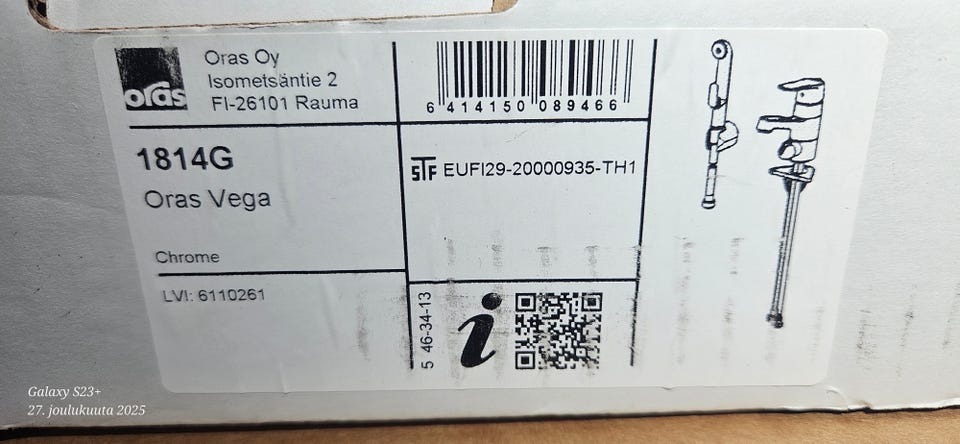 oras
Oras Oy
Isometsäntie 2
FI-26101 Rauma
6 414150 089466
1814G
Oras Vega
STF EUFI29-20000935-TH1
Chrome
LVI: 6110261
5 46-34-13
i
Galaxy S23+
27. joulukuuta 2025